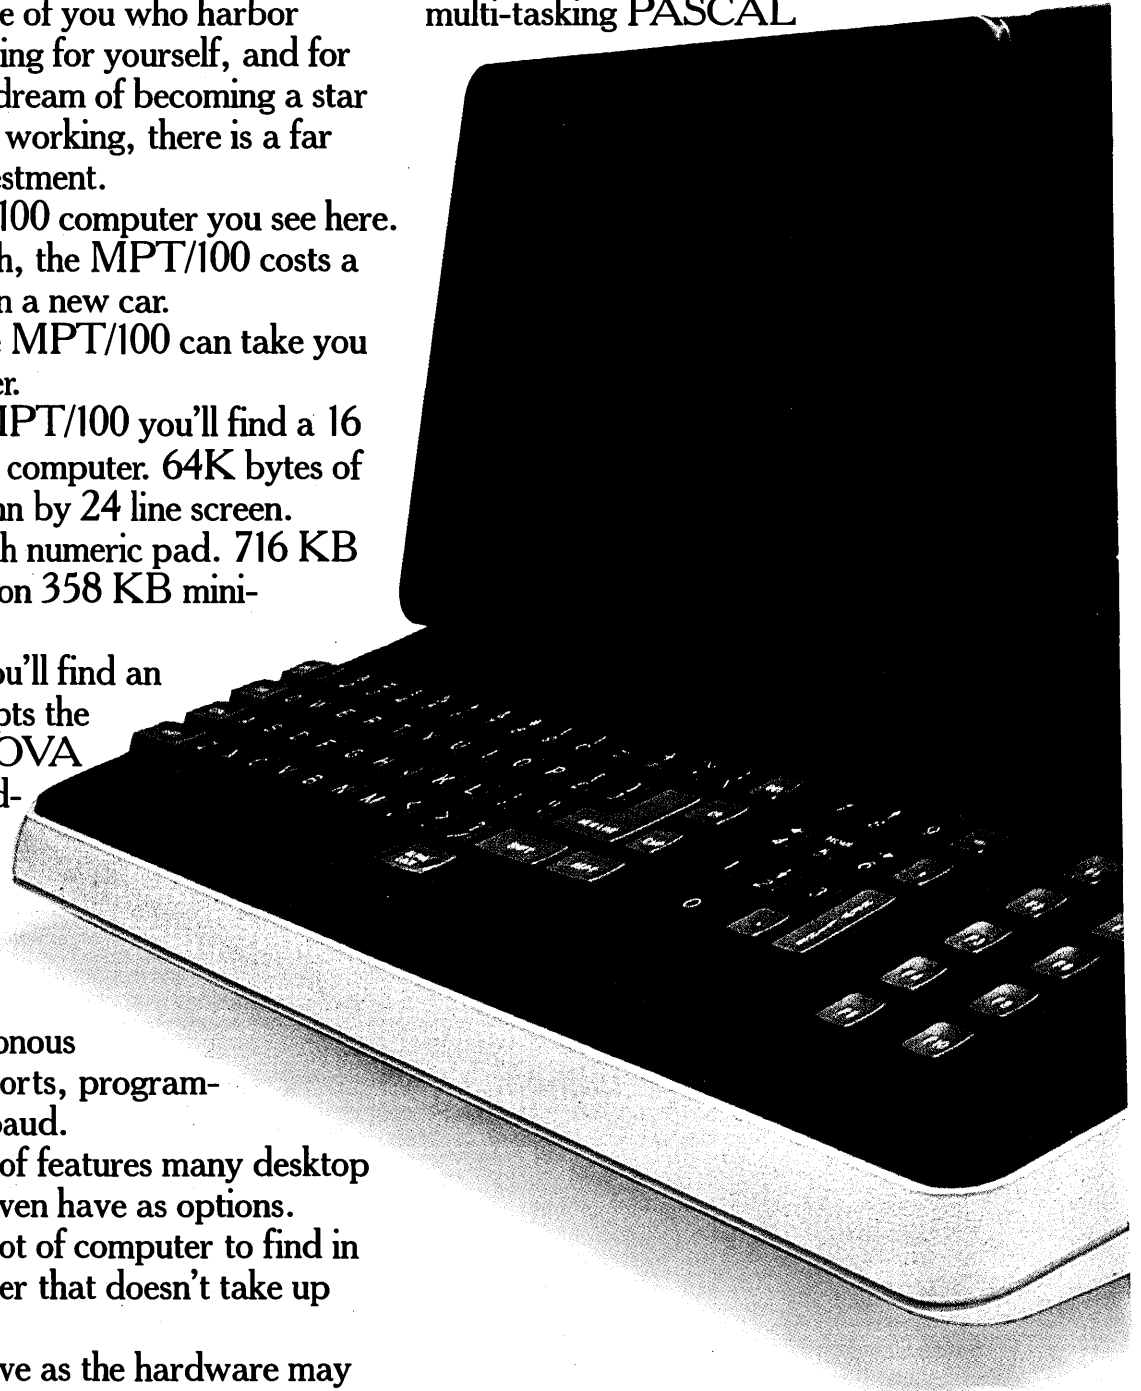 e of you who harbor
ing for yourself, and for
dream of becoming a star
working, there is a far
estment.
100 computer you see here.
h, the MPT/100 costs a
n a new car.
e MPT/100 can take you
er.
IPT/100 you'll find a 16
computer. 64K bytes of
nn by 24 line screen.
h numeric pad. 716 KB
on 358 KB mini-
ou'll find an
pts the
OVA
d-
onous
orts, program-
baud.
of features many desktop
ven have as options.
ot of computer to find in
er that doesn't take up
ve as the hardware may
multi-tasking PASCAL